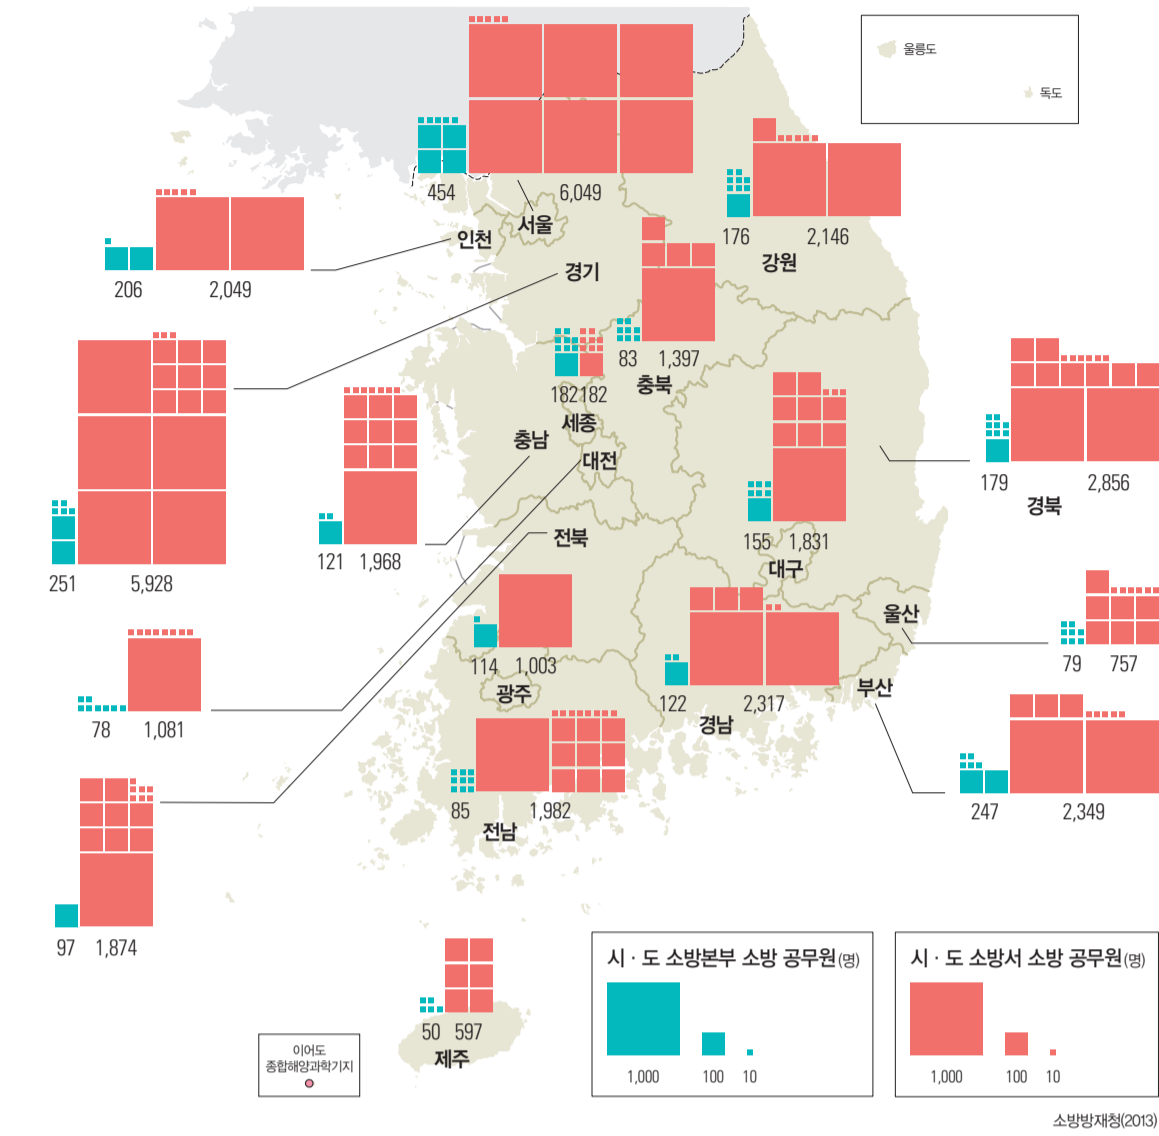 울릉도
독도
454 6,049
서울
176 2,146
강원
인천
206 2,049
경기
83 1,397
충북
182 182
세종
충남
대전
179 2,856
경북
251 5,928
121 1,968
전북
155 1,831
대구
울산
79 757
114 1,003
광주
122 2,317
경남
부산
78 1,081
85 1,982
전남
247 2,349
97 1,874
50 597
제주
이어도
종합해양과학기지
시 · 도 소방본부 소방 공무원(명)
1,000 100 10
시 · 도 소방서 소방 공무원(명)
1,000 100 10
소방방재청(2013)